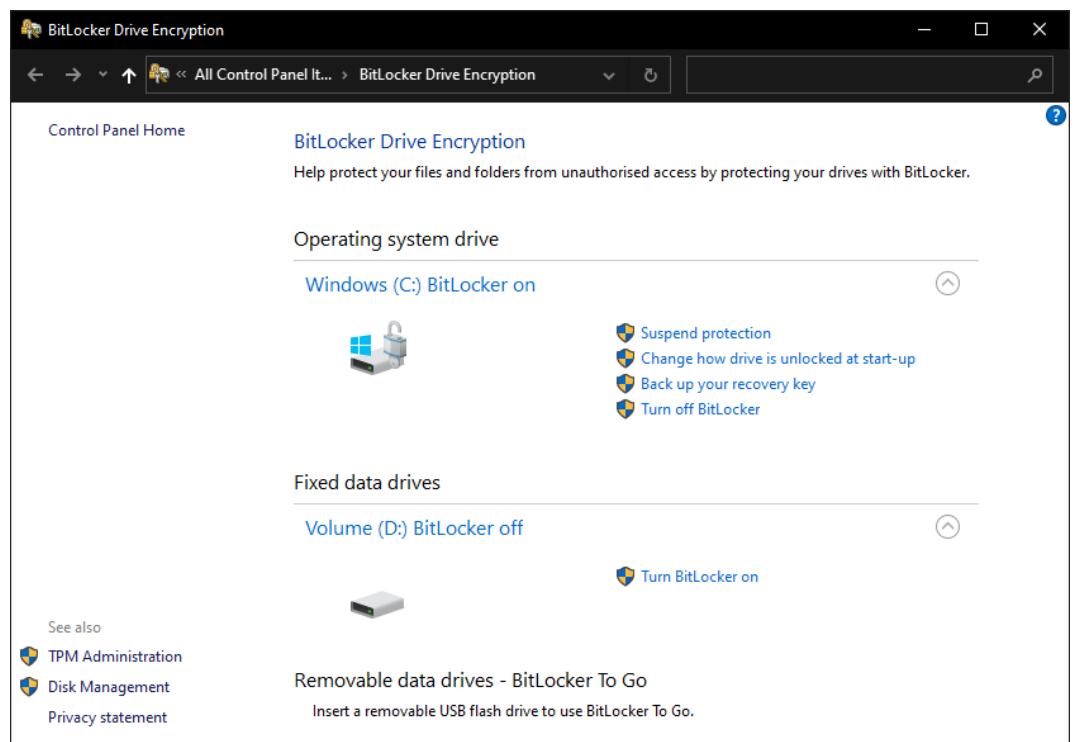 BitLocker Drive Encryption
« All Control Panel It... › BitLocker Drive Encryption
Control Panel Home
BitLocker Drive Encryption
Help protect your files and folders from unauthorised access by protecting your drives with BitLocker.
Operating system drive
Windows (C:) BitLocker on
Suspend protection
Change how drive is unlocked at start-up
Back up your recovery key
Turn off BitLocker
Fixed data drives
Volume (D:) BitLocker off
Turn BitLocker on
Removable data drives - BitLocker To Go
Insert a removable USB flash drive to use BitLocker To Go.
See also
TPM Administration
Disk Management
Privacy statement